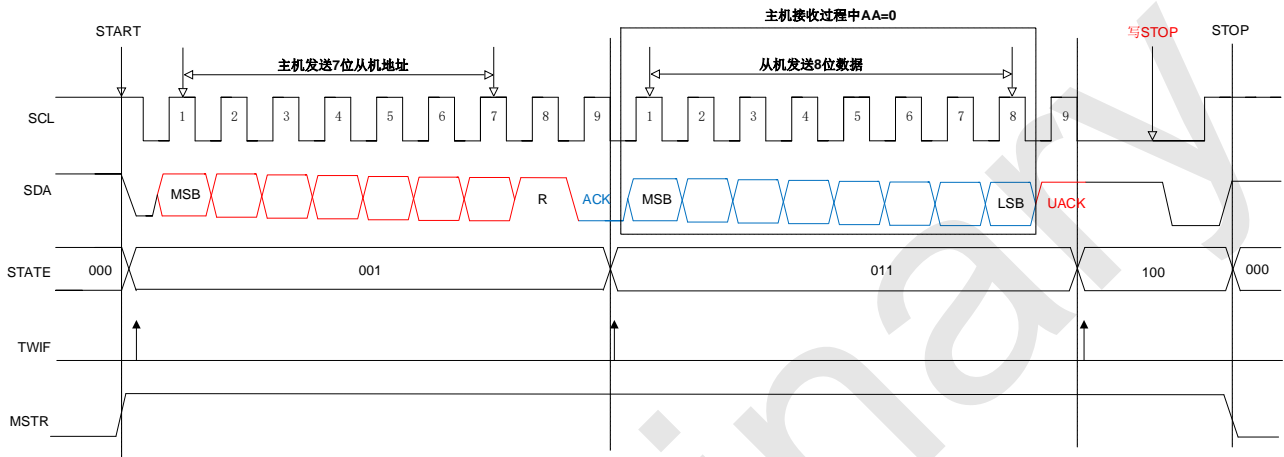 主机接收过程中AA=0
START
写STOP
STOP
主机发送7位从机地址
从机发送8位数据
SCL
1 2 3 4 5 6 7 8 9 1 2 3 4 5 6 7 8 9
SDA
MSB R ACK MSB LSB UACK
STATE
000 001 011 100 000
TWIF
MSTR